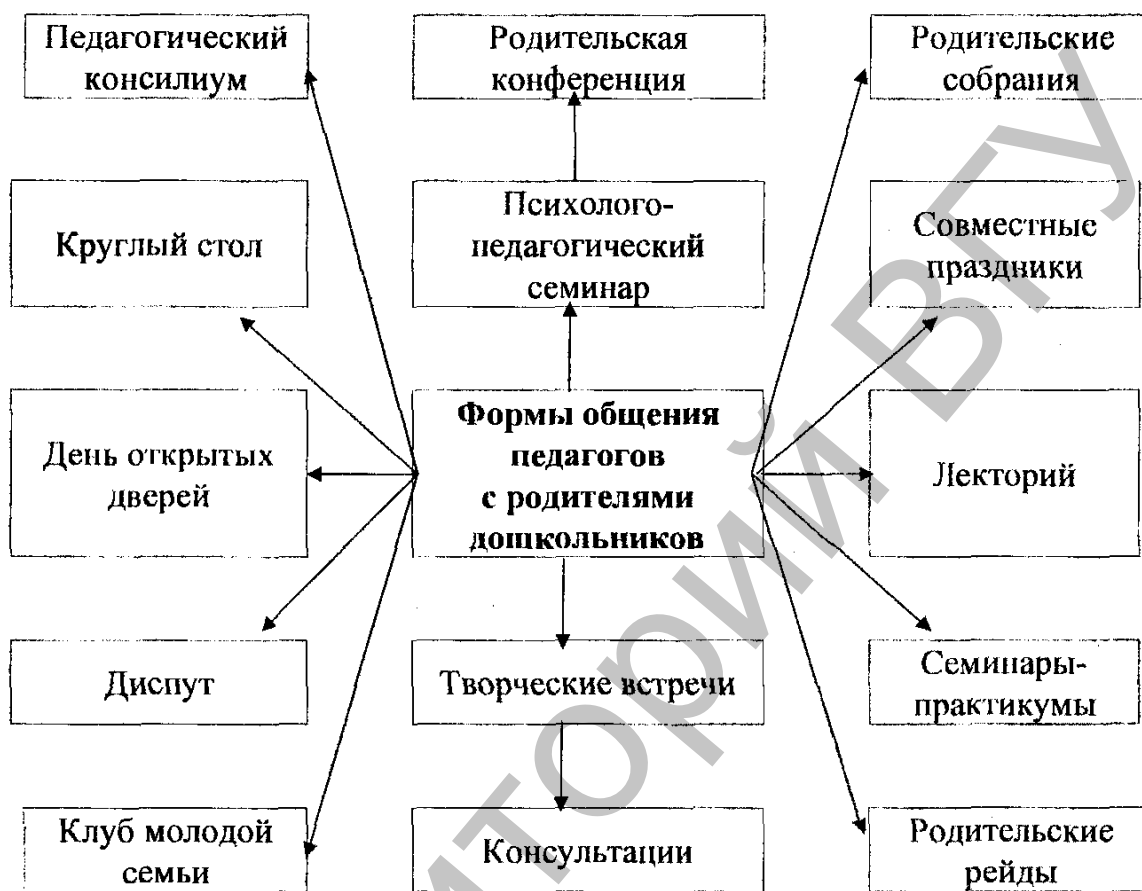 Педагогический
консилиум
Родительская
конференция
Родительские
собрания
Круглый стол
Психолого-
педагогический
семинар
Совместные
праздники
День открытых
дверей
Формы общения
педагогов
с родителями
дошкольников
Лекторий
Диспут
Творческие встречи
Семинары-
практикумы
Клуб молодой
семьи
Консультации
Родительские
рейды
ВГУ